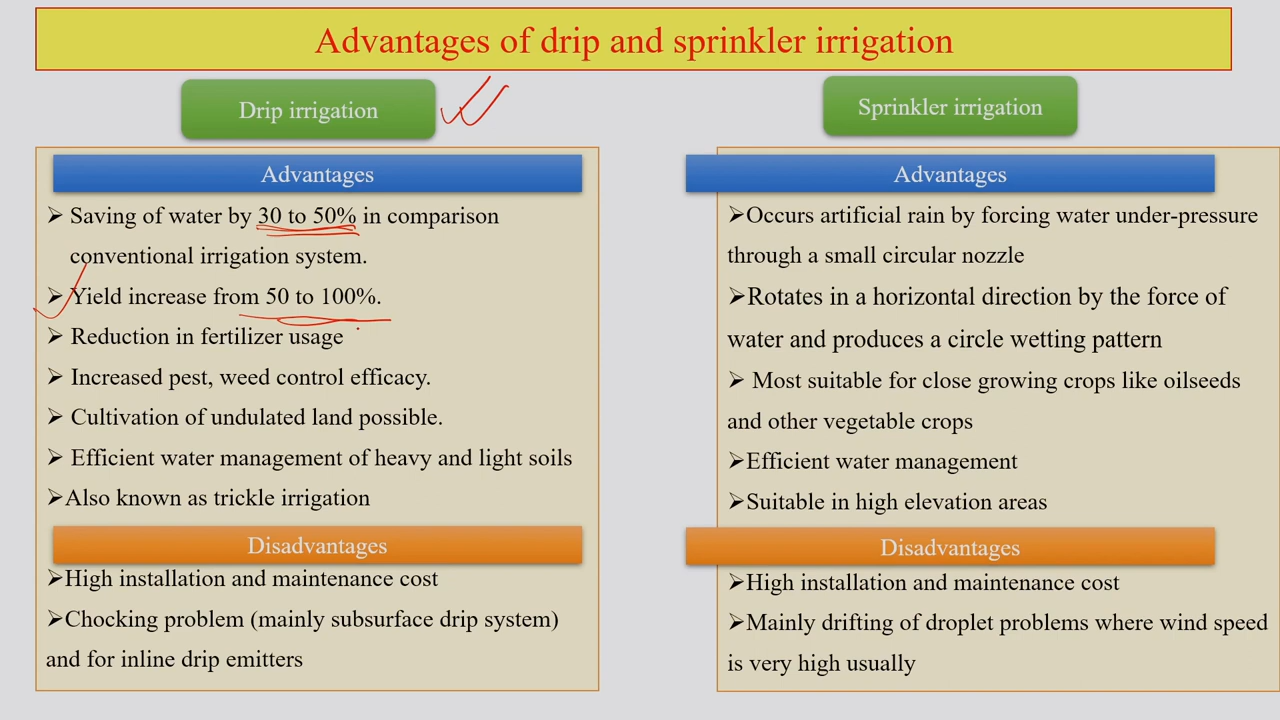 Advantages of drip and sprinkler irrigation
Drip irrigation
Advantages
➢ Saving of water by 30 to 50% in comparison
conventional irrigation system.
➢ Yield increase from 50 to 100%.
➢ Reduction in fertilizer usage
➢ Increased pest, weed control efficacy.
➢ Cultivation of undulated land possible.
➢ Efficient water management of heavy and light soils
➢Also known as trickle irrigation
Disadvantages
➢High installation and maintenance cost
➢Chocking problem (mainly subsurface drip system)
and for inline drip emitters
Sprinkler irrigation
Advantages
➢Occurs artificial rain by forcing water under-pressure
through a small circular nozzle
➢Rotates in a horizontal direction by the force of
water and produces a circle wetting pattern
➢ Most suitable for close growing crops like oilseeds
and other vegetable crops
➢Efficient water management
➢Suitable in high elevation areas
Disadvantages
➢High installation and maintenance cost
➢Mainly drifting of droplet problems where wind speed
is very high usually